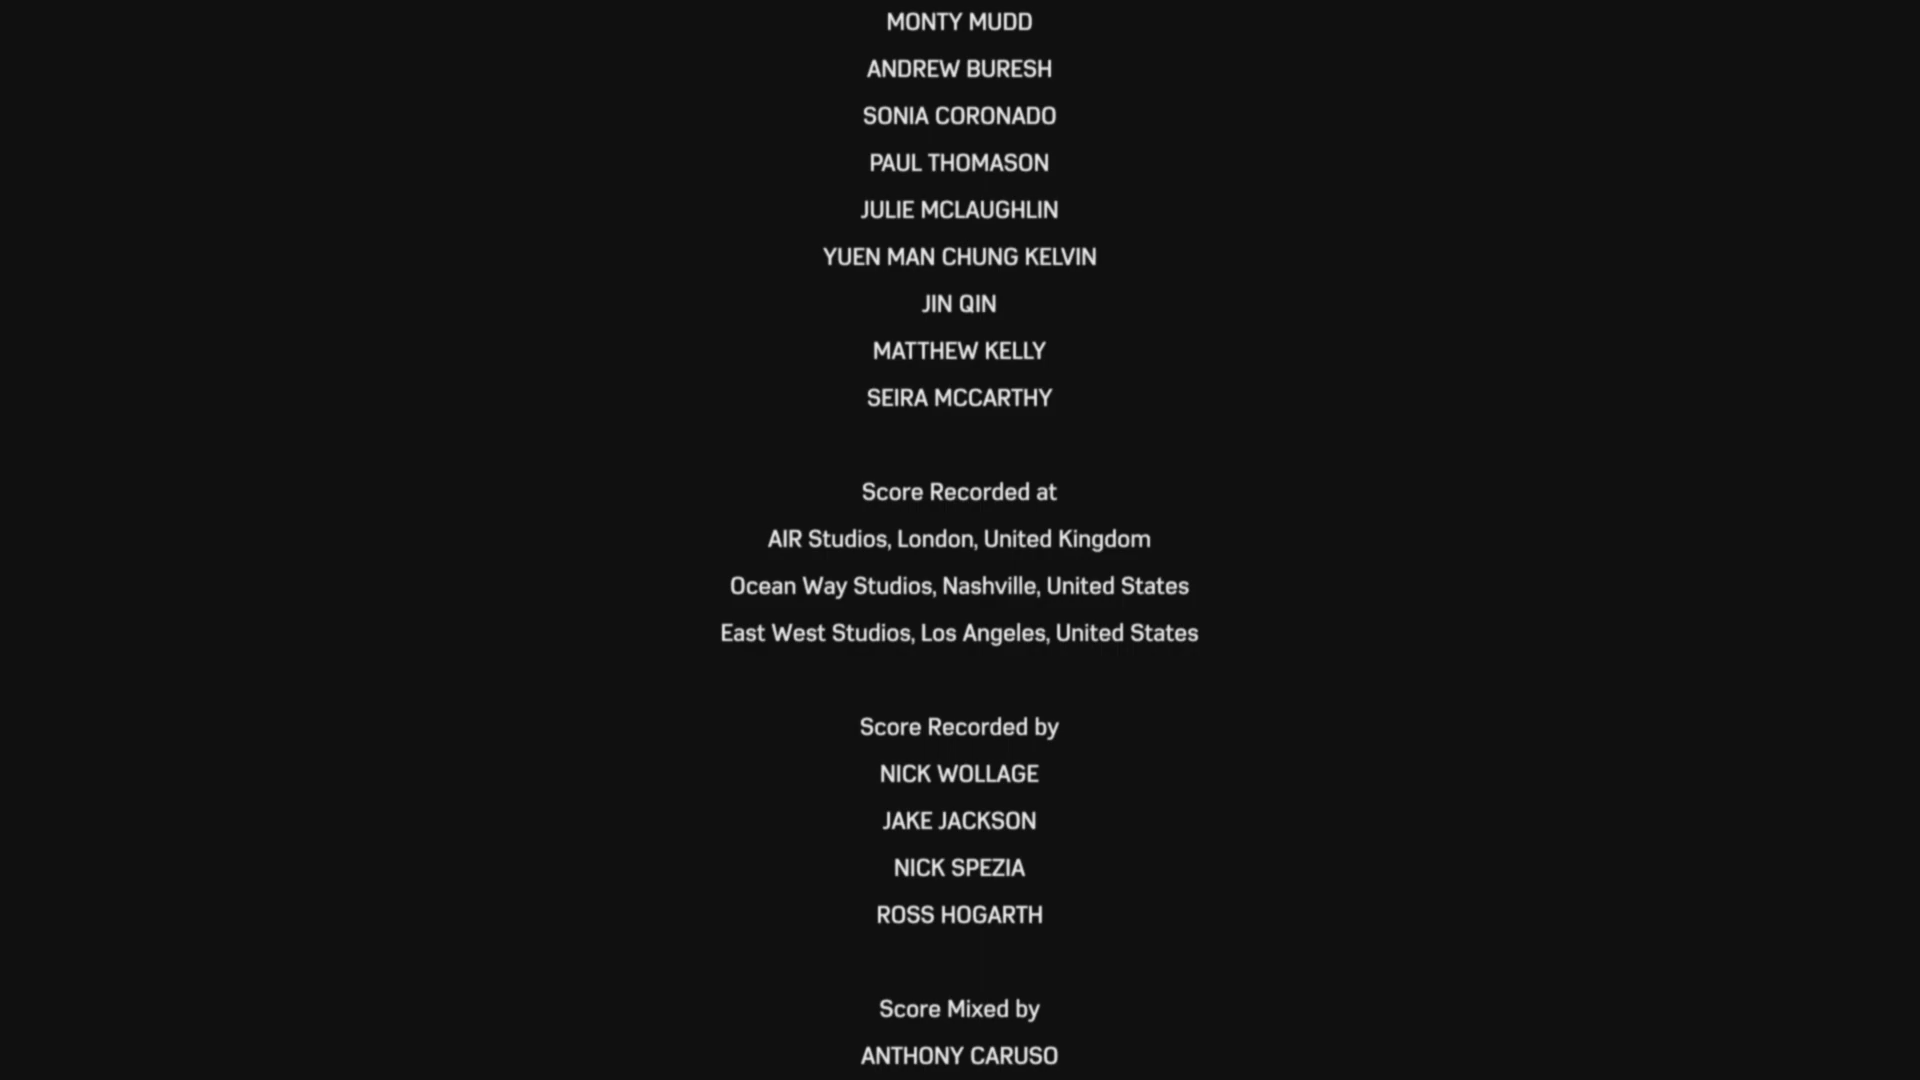 MONTY MUDD
ANDREW BURESH
SONIA CORONADO
PAUL THOMASON
JULIE MCLAUGHLIN
YUEN MAN CHUNG KELVIN
JIN QIN
MATTHEW KELLY
SEIRA MCCARTHY
Score Recorded at
AIR Studios, London, United Kingdom
Ocean Way Studios, Nashville, United States
East West Studios, Los Angeles, United States
Score Recorded by
NICK WOLLAGE
JAKE JACKSON
NICK SPEZIA
ROSS HOGARTH
Score Mixed by
ANTHONY CARUSO